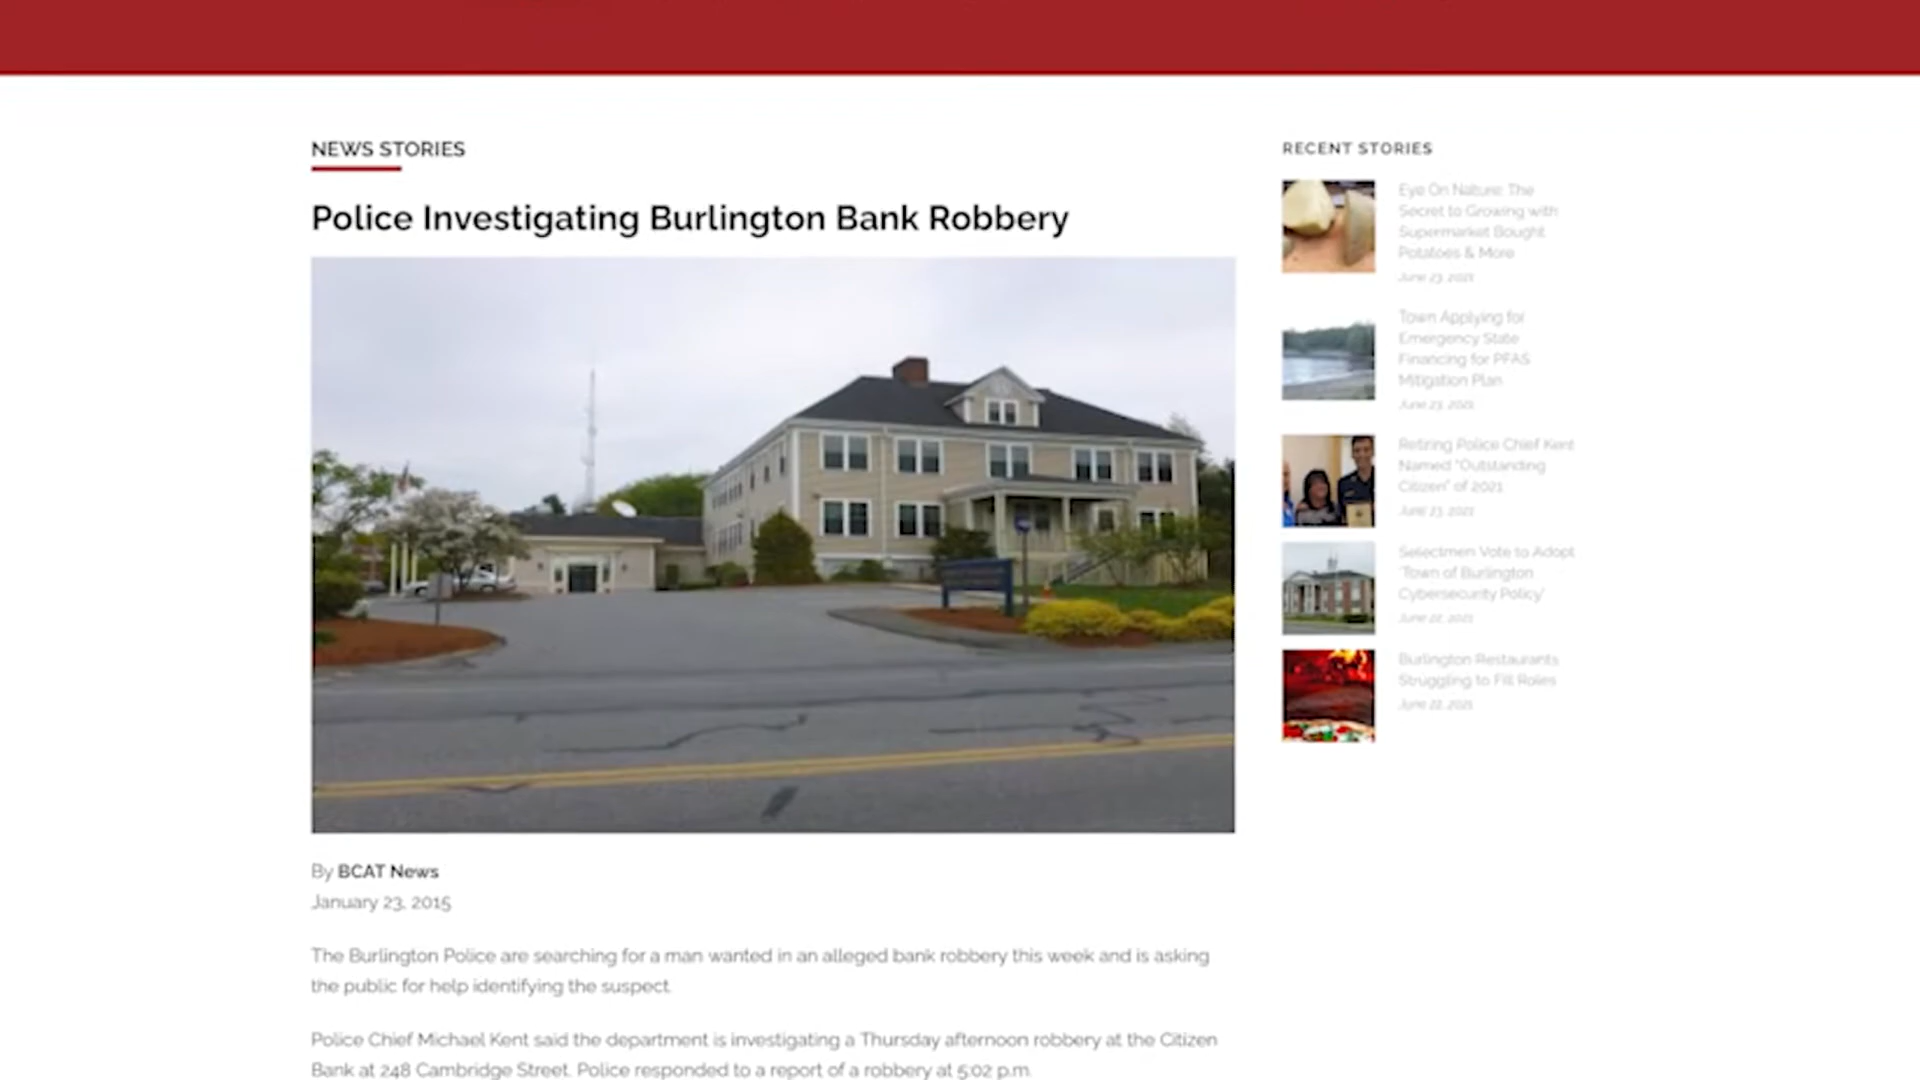 NEWS STORIES
Police Investigating Burlington Bank Robbery
By BCAT News
January 23, 2015
The Burlington Police are searching for a man wanted in an alleged bank robbery this week and is asking
the public for help identifying the suspect.
Police Chief Michael Kent said the department is investigating a Thursday afternoon robbery at the Citizen
Bank at 248 Cambridge Street. Police responded to a report of a robbery at 5:02 p.m.
RECENT STORIES
Eye On Nature: The
Secret to Growing with
Supermarket Bought
Potatoes & More
June 23, 2021
Town Applying for
Emergency State
Financing for PFAS
Mitigation Plan
June 23, 2021
Retiring Police Chief Kent
Named "Outstanding
Citizen" of 2021
June 23, 2021
Selectmen Vote to Adopt
'Town of Burlington
Cybersecurity Policy'
June 22, 2021
Burlington Restaurants
Struggling to Fill Roles
June 22, 2021